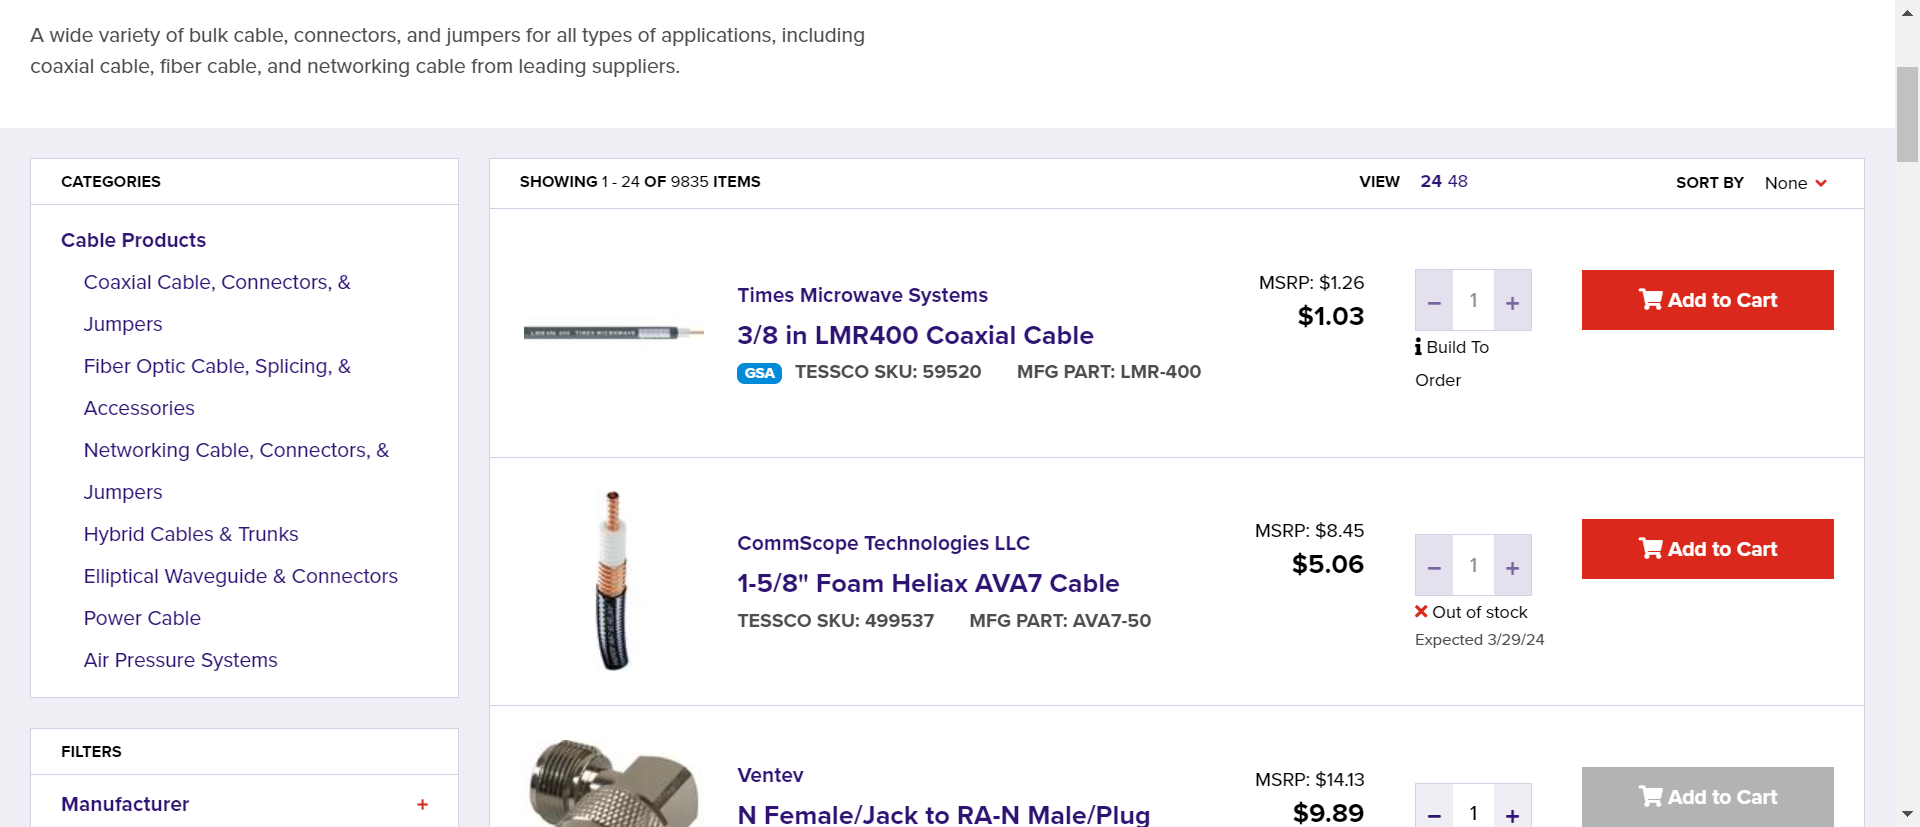 A wide variety of bulk cable, connectors, and jumpers for all types of applications, including
coaxial cable, fiber cable, and networking cable from leading suppliers.
CATEGORIES
Cable Products
Coaxial Cable, Connectors, &
Jumpers
Fiber Optic Cable, Splicing, &
Accessories
Networking Cable, Connectors, &
Jumpers
Hybrid Cables & Trunks
Elliptical Waveguide & Connectors
Power Cable
Air Pressure Systems
FILTERS
Manufacturer +
SHOWING 1 - 24 OF 9835 ITEMS
VIEW 24 48
SORT BY None
Times Microwave Systems
3/8 in LMR400 Coaxial Cable
GSA TESSCO SKU: 59520 MFG PART: LMR-400
MSRP: $1.26
$1.03
− 1 +
Build To
Order
Add to Cart
CommScope Technologies LLC
1-5/8" Foam Heliax AVA7 Cable
TESSCO SKU: 499537 MFG PART: AVA7-50
MSRP: $8.45
$5.06
− 1 +
Out of stock
Expected 3/29/24
Add to Cart
Ventev
N Female/Jack to RA-N Male/Plug
MSRP: $14.13
$9.89
− 1 +
Add to Cart